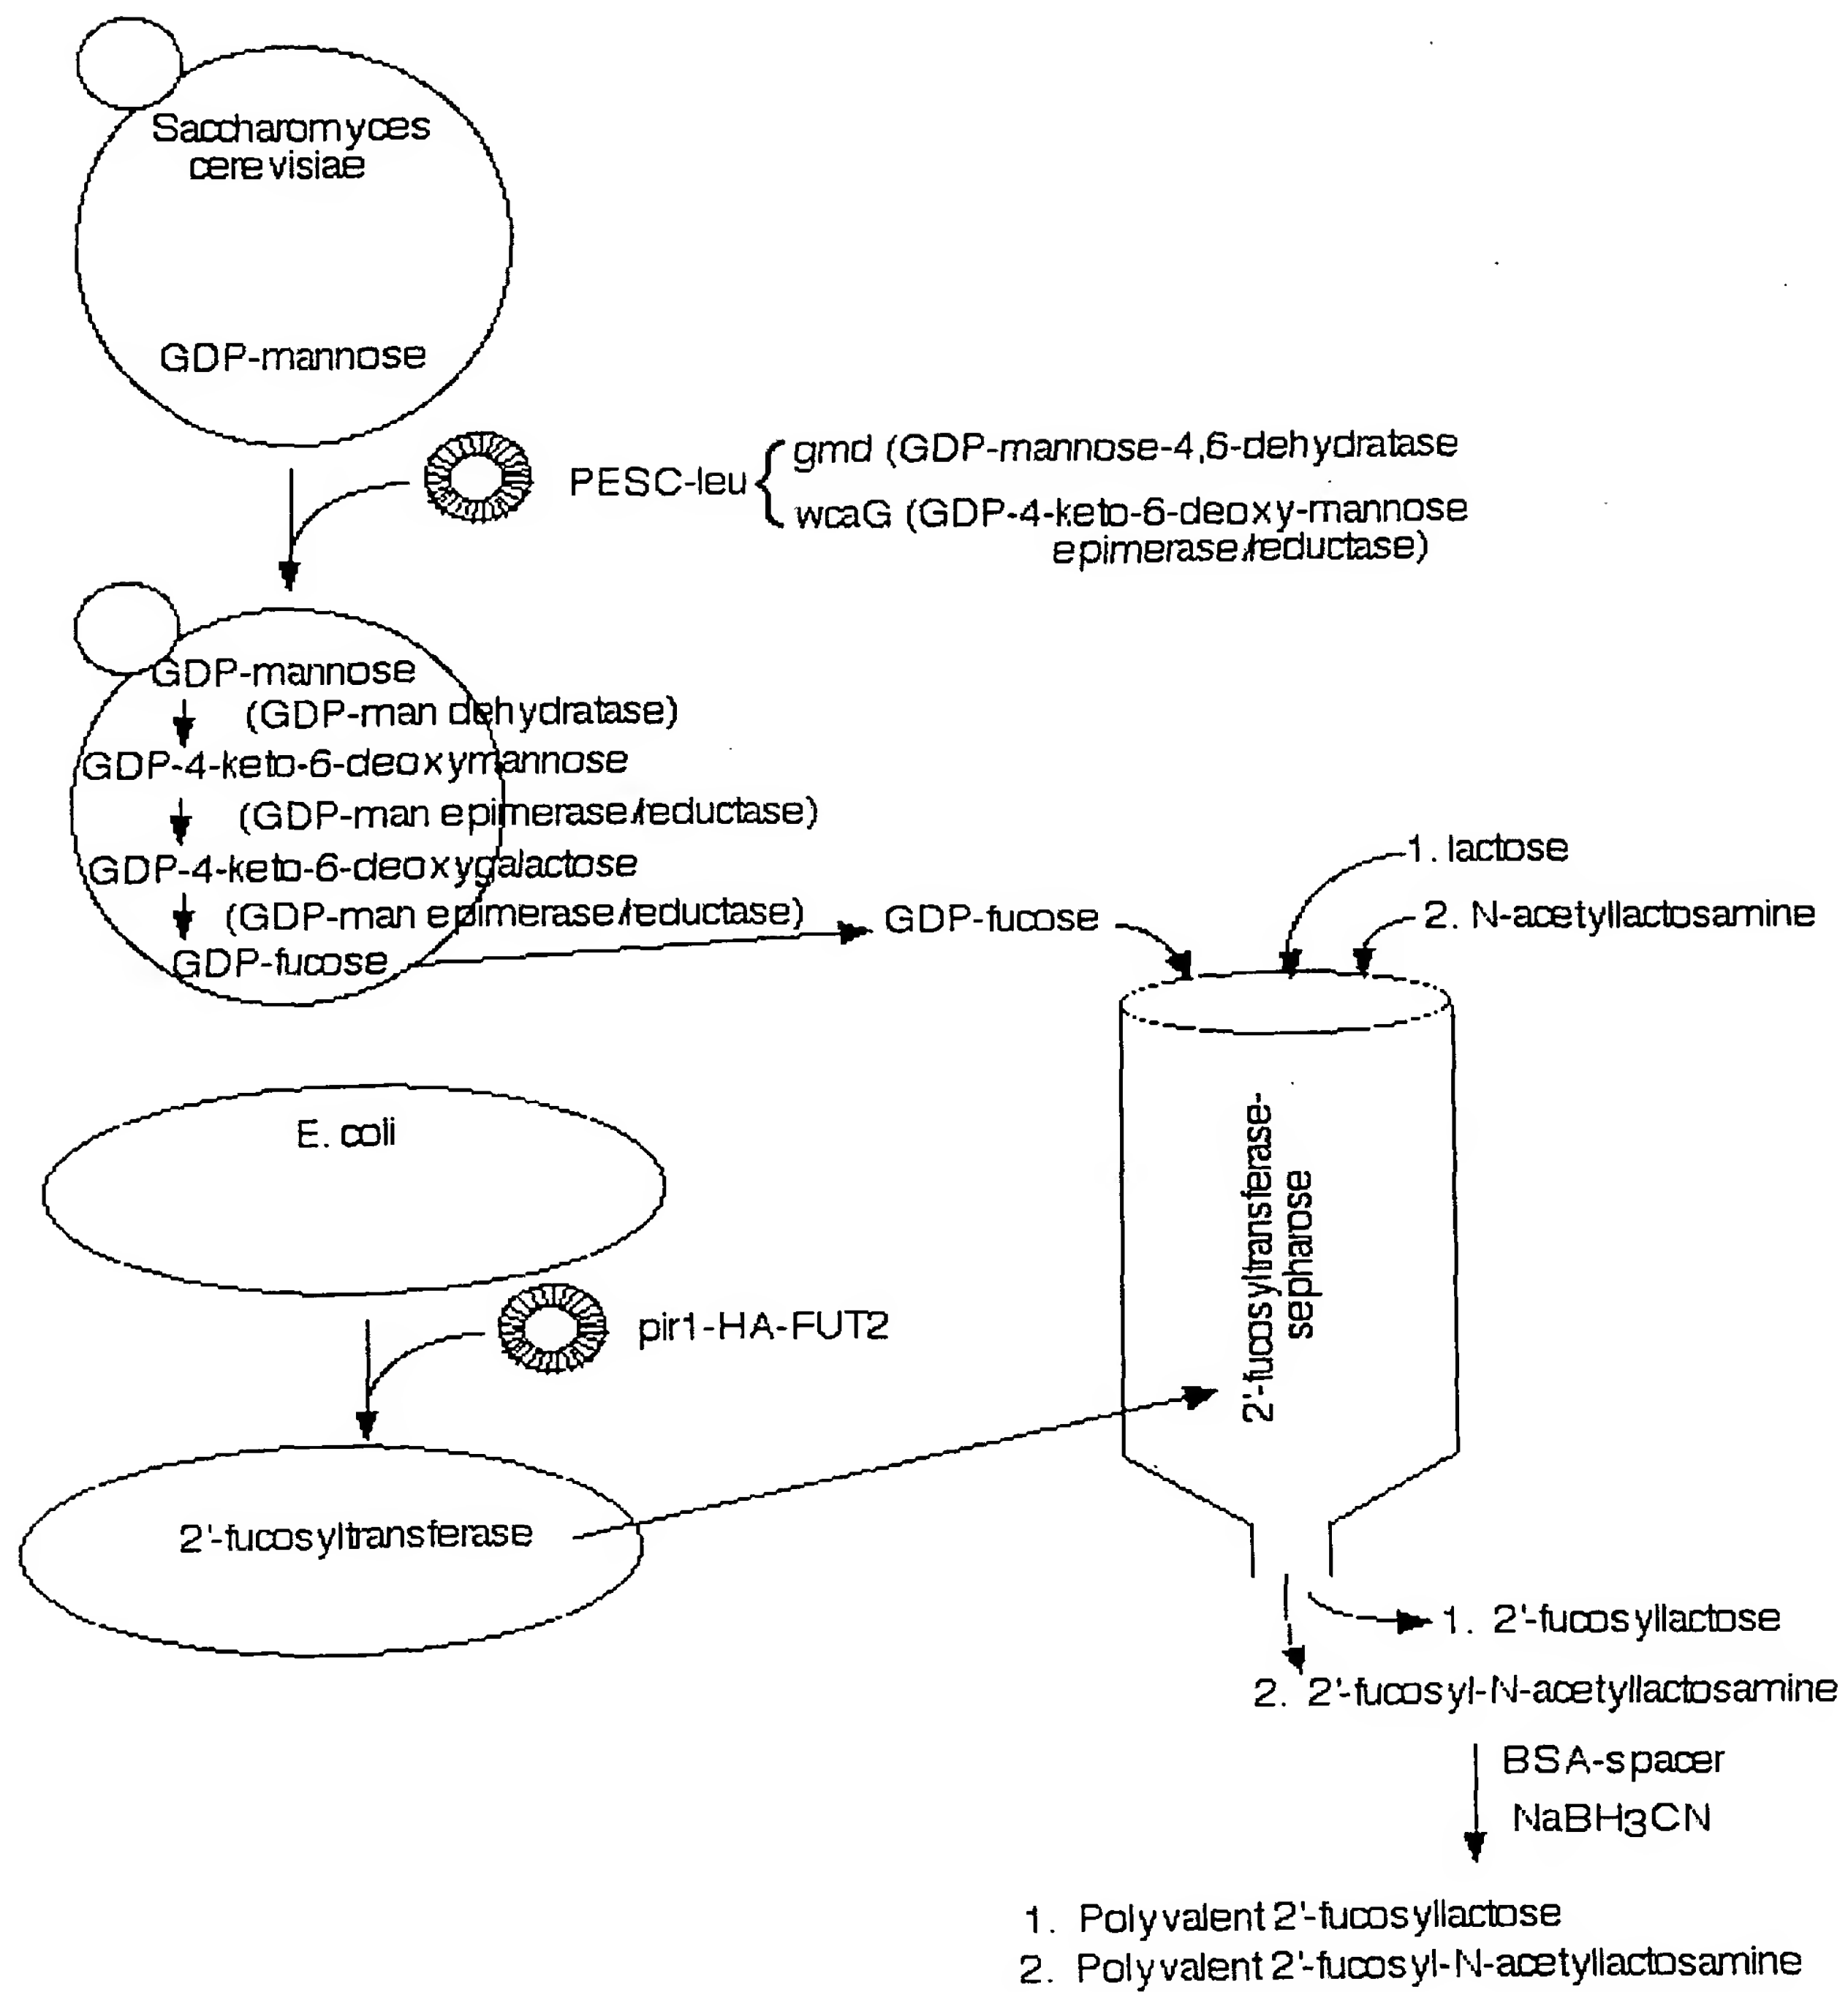 Saccharomyces
cerevisiae
GDP-mannose
PESC-leu
gmd (GDP-mannose-4,6-dehydratase
wcaG (GDP-4-keto-6-deoxy-mannose
epimerase/reductase)
GDP-mannose
(GDP-man dehydratase)
GDP-4-keto-6-deoxymannose
(GDP-man epimerase/reductase)
GDP-4-keto-6-deoxygalactose
(GDP-man epimerase/reductase)
GDP-fucose
GDP-fucose
1. lactose
2. N-acetyllactosamine
E. coli
pir1-HA-FUT2
2'-fucosyltransferase
2'-fucosyltransferase-
sepharose
1. 2'-fucosyllactose
2. 2'-fucosyl-N-acetyllactosamine
BSA-spacer
NaBH3CN
1. Polyvalent 2'-fucosyllactose
2. Polyvalent 2'-fucosyl-N-acetyllactosamine